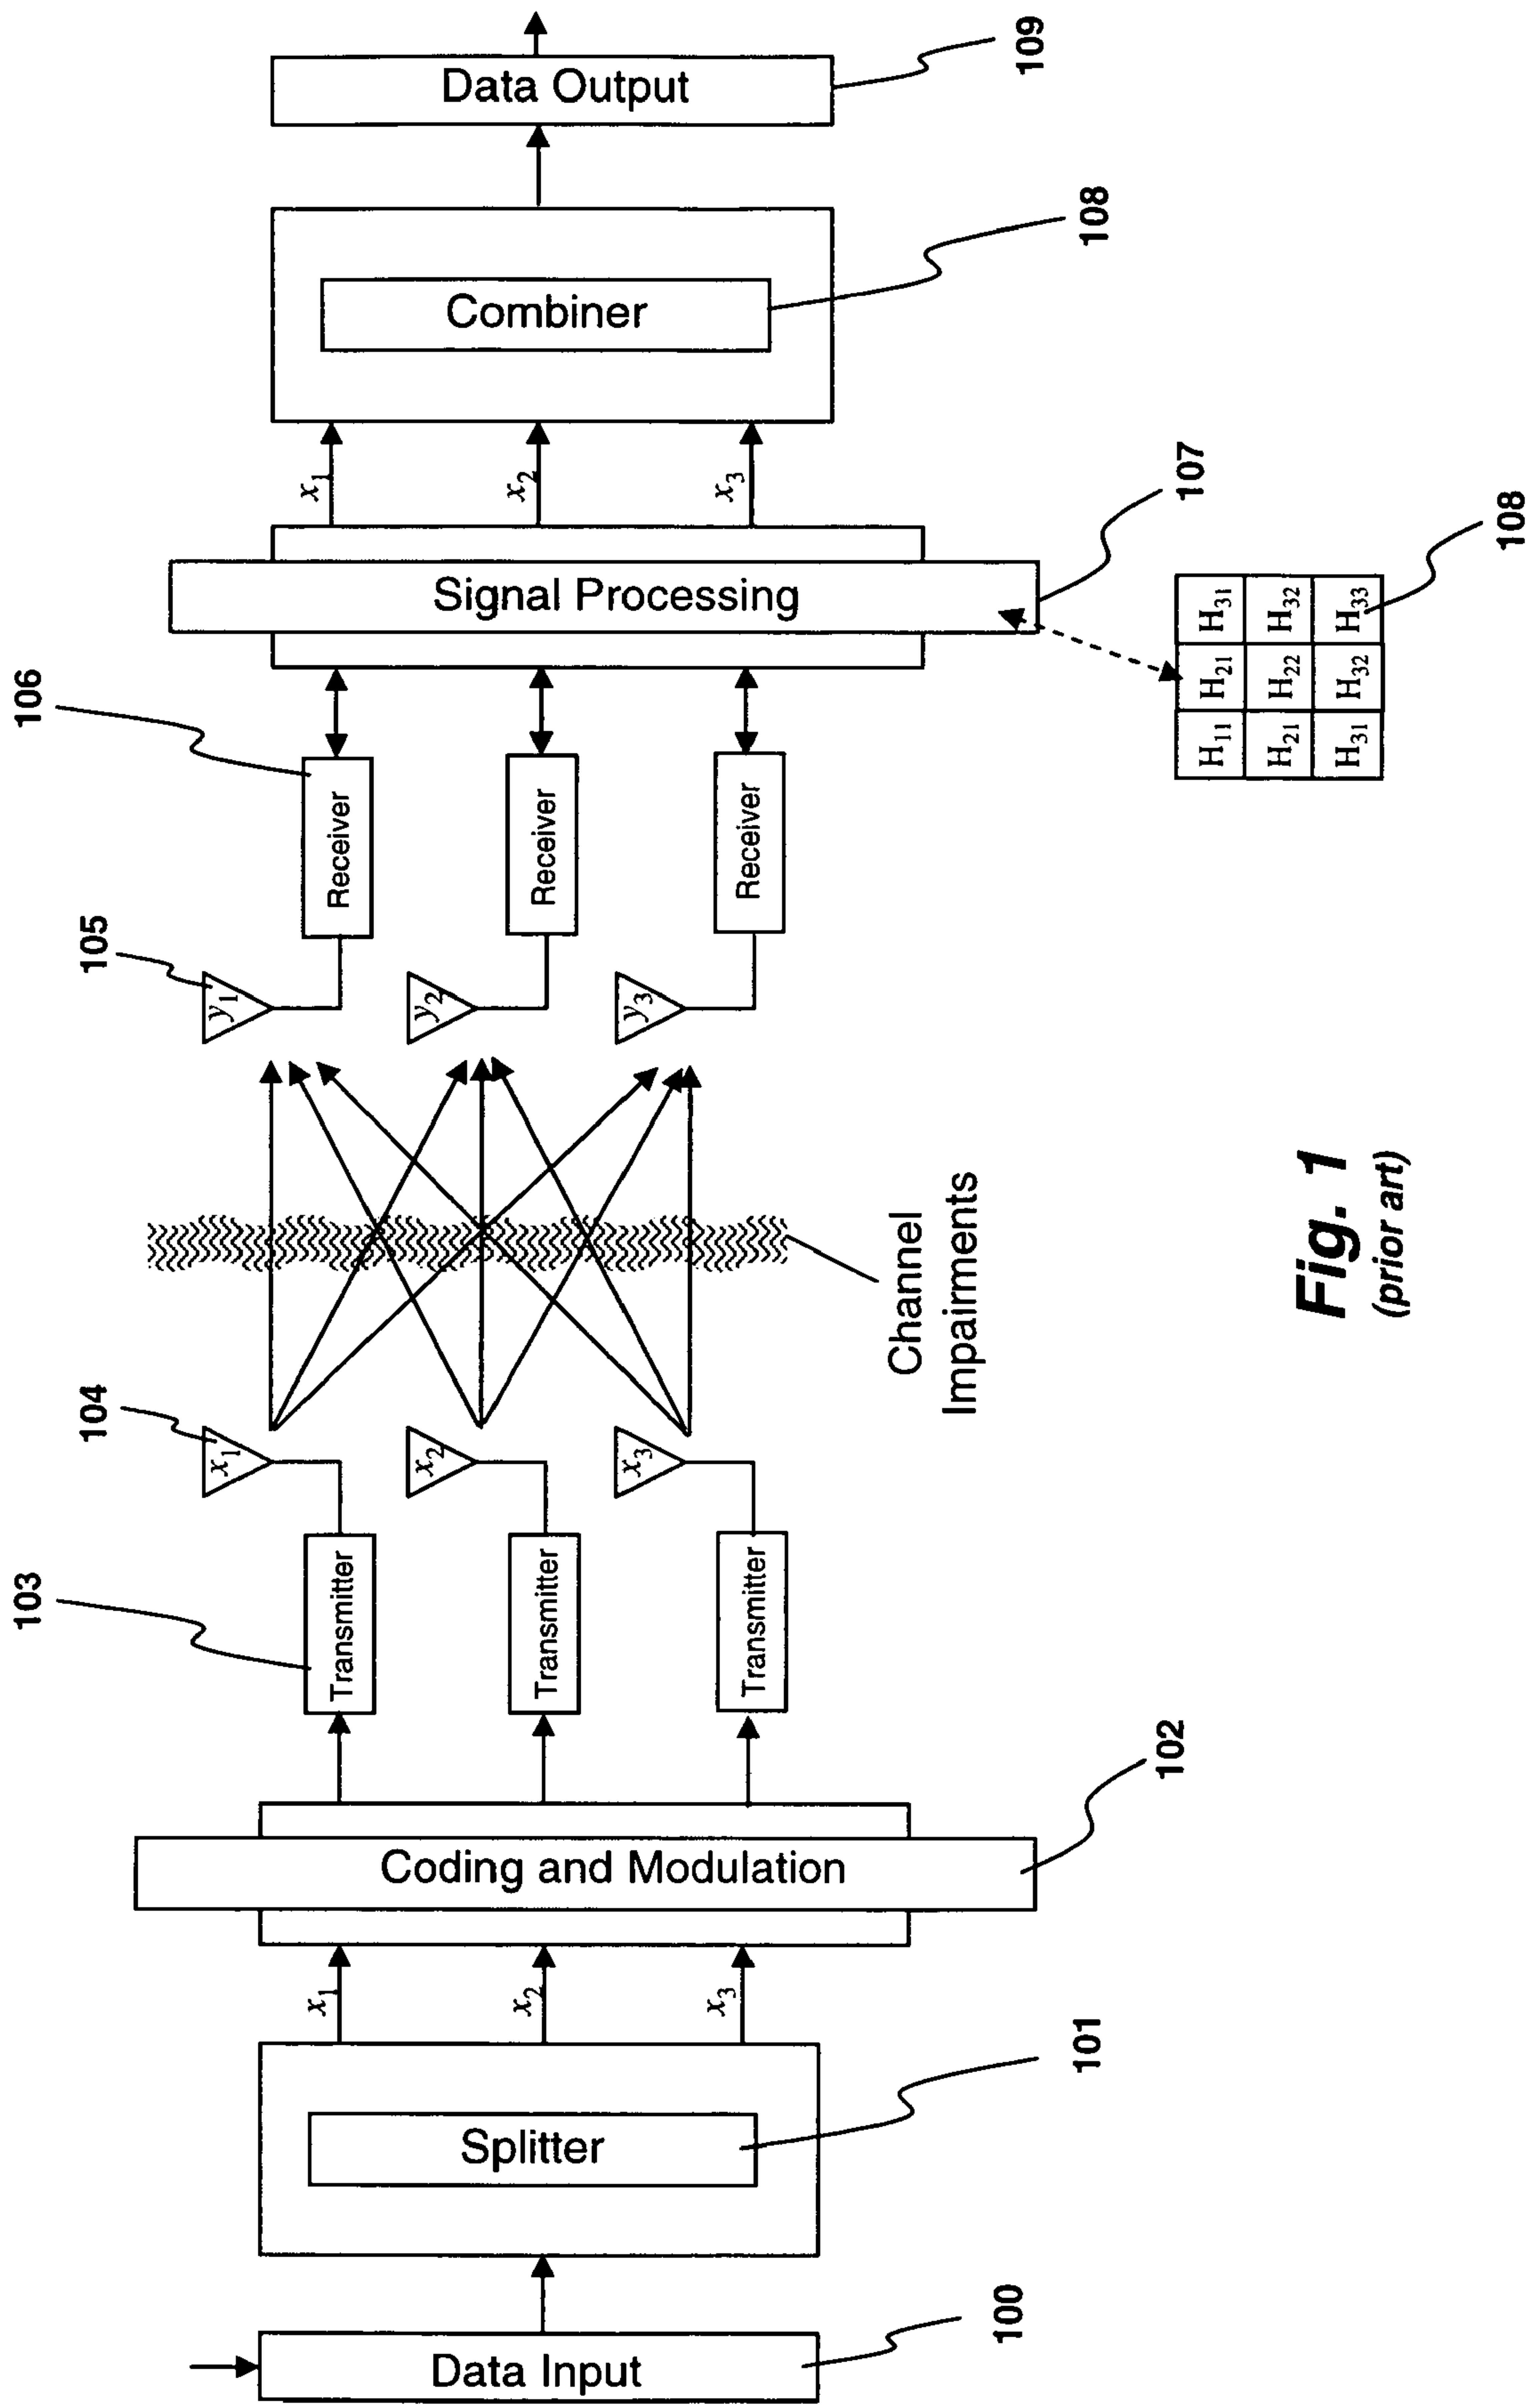 Data Input
100
Splitter
101
x1
x2
x3
Coding and Modulation
102
103
Transmitter
Transmitter
Transmitter
104
x1
x2
x3
Channel
Impairments
105
y1
y2
y3
106
Receiver
Receiver
Receiver
Signal Processing
107
H11 H21 H31
H21 H22 H32
H31 H32 H33
108
x1
x2
x3
Combiner
108
Data Output
109
Fig. 1
(prior art)